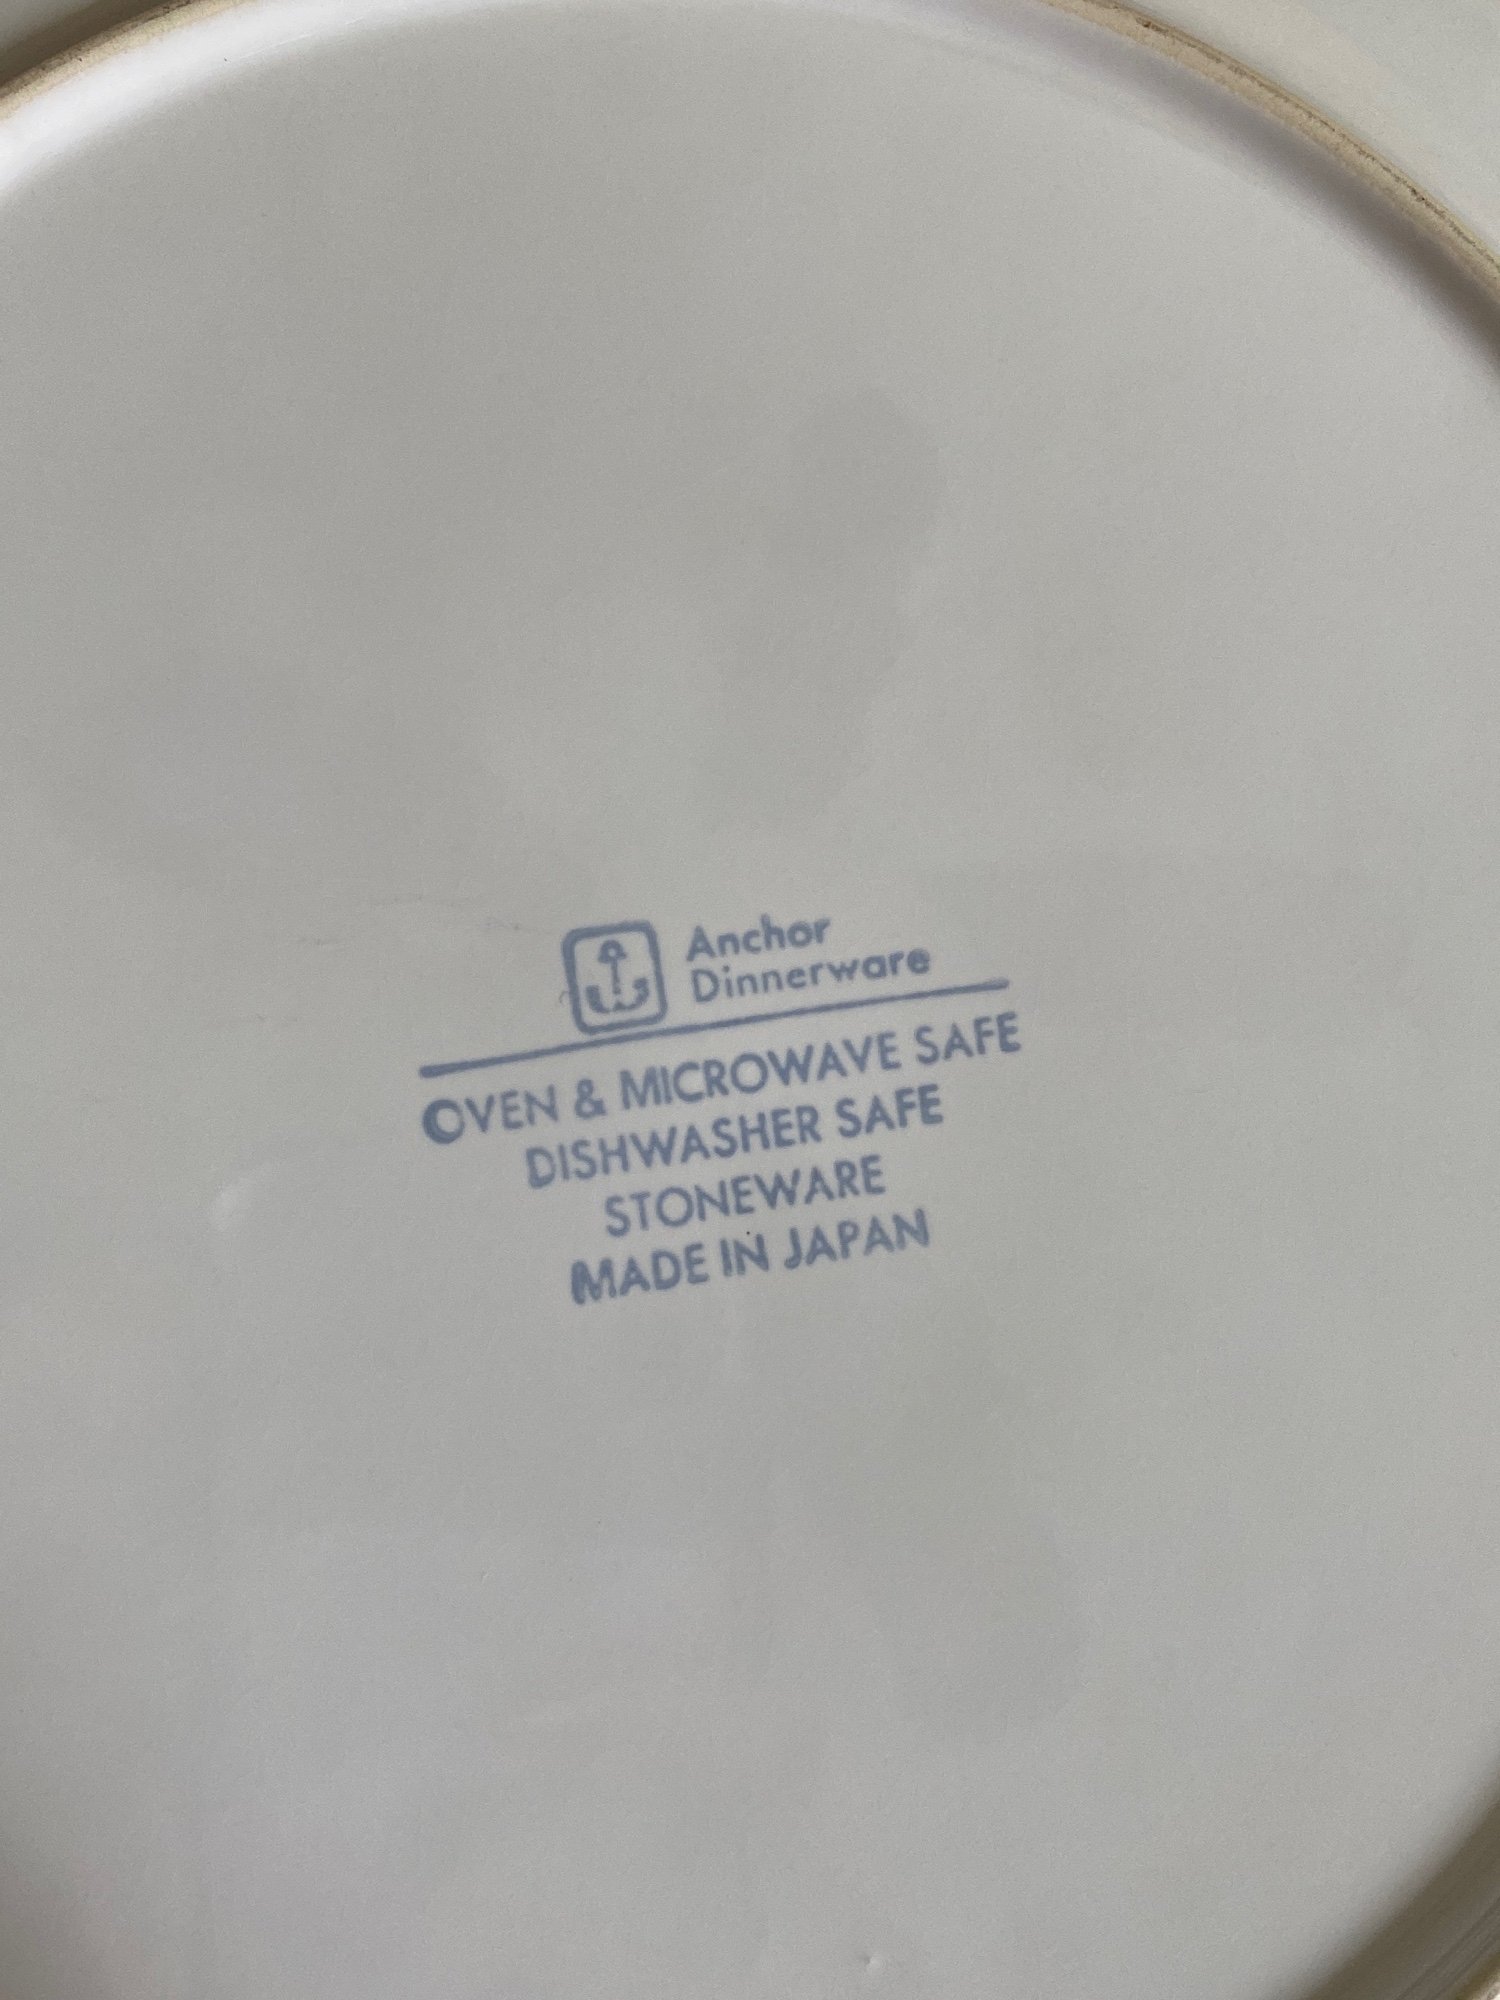 Anchor
Dinnerware
OVEN & MICROWAVE SAFE
DISHWASHER SAFE
STONEWARE
MADE IN JAPAN